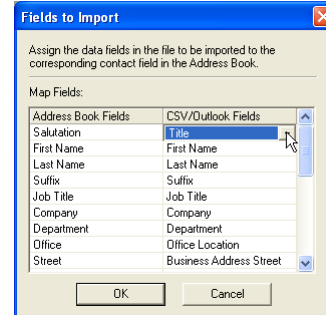 Fields to Import
Assign the data fields in the file to be imported to the
corresponding contact field in the Address Book.
Map Fields:
Address Book Fields CSV/Outlook Fields
Salutation Title
First Name First Name
Last Name Last Name
Suffix Suffix
Job Title Job Title
Company Company
Department Department
Office Office Location
Street Business Address Street
OK Cancel